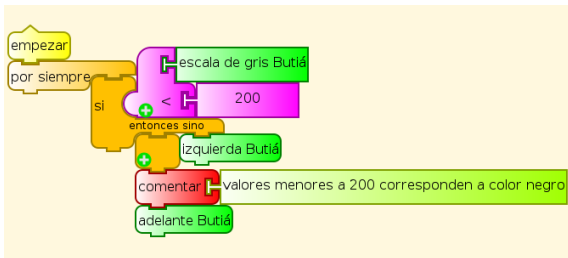 empezar
por siempre
si
escala de gris Butiá
<
200
entonces sino
izquierda Butiá
comentar
valores menores a 200 corresponden a color negro
adelante Butiá